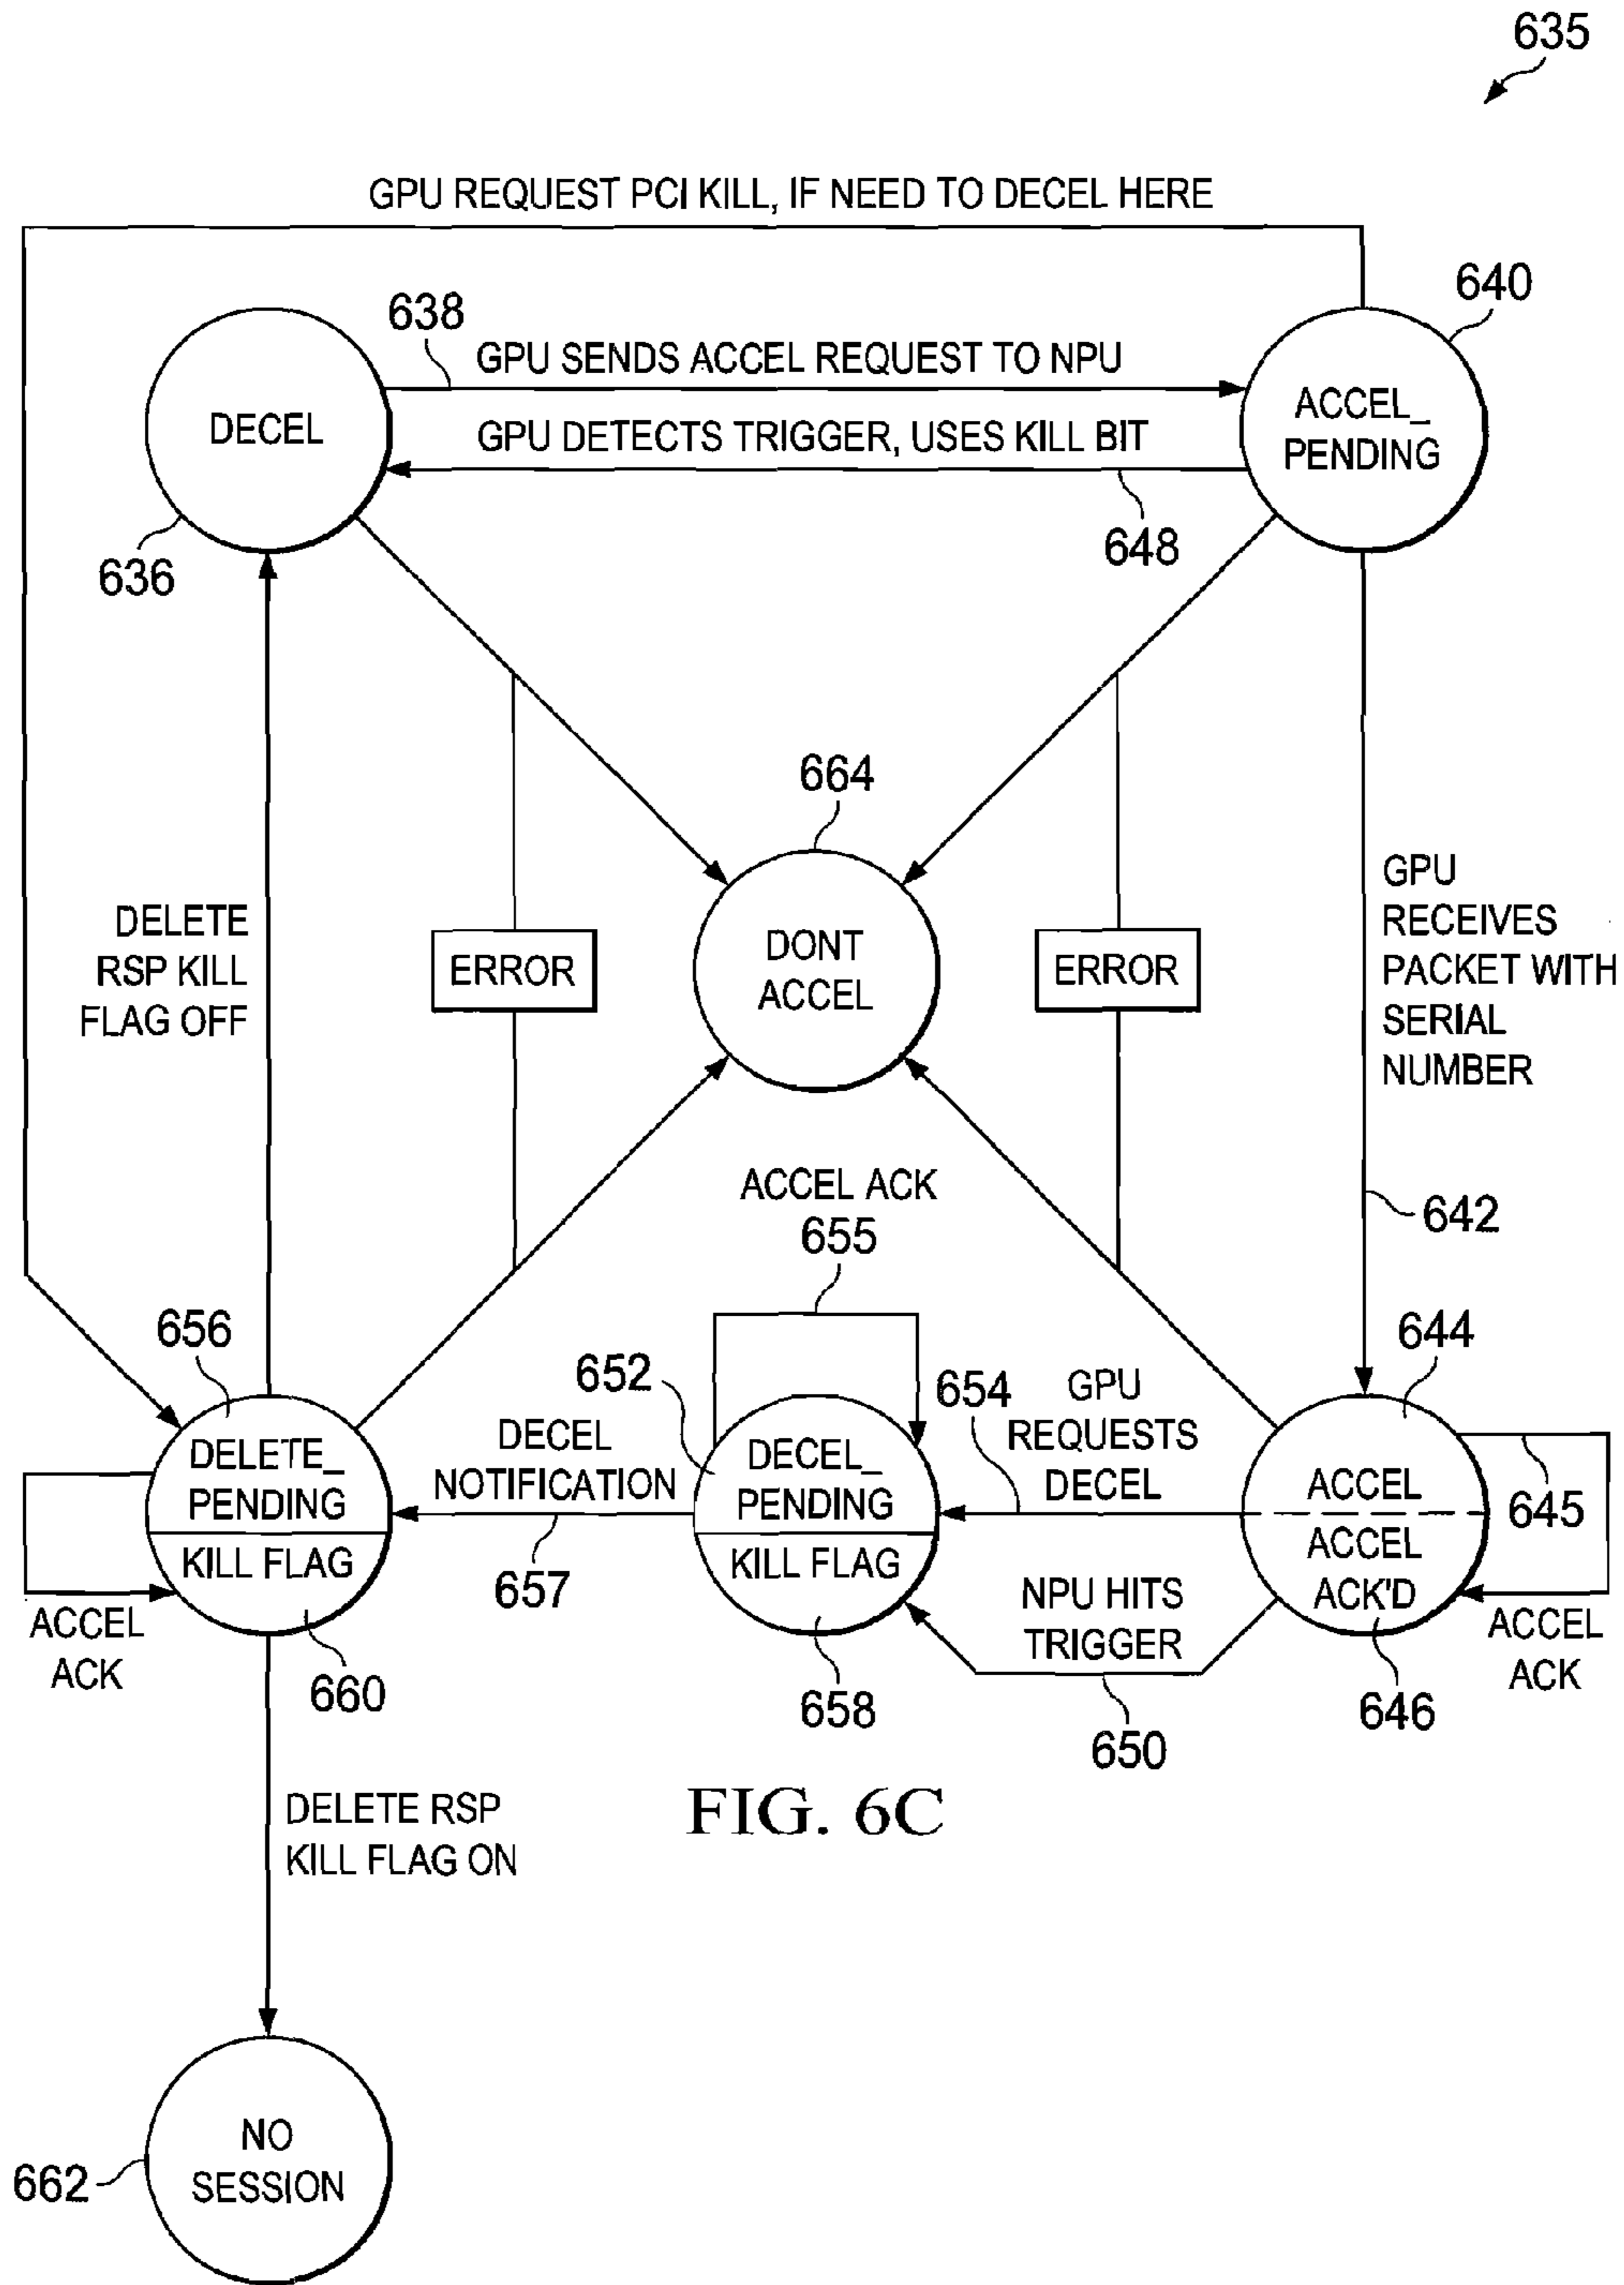 635
GPU REQUEST PCI KILL, IF NEED TO DECEL HERE
640
638
GPU SENDS ACCEL REQUEST TO NPU
DECEL
ACCEL_
PENDING
GPU DETECTS TRIGGER, USES KILL BIT
648
636
664
GPU
RECEIVES
PACKET WITH
SERIAL
NUMBER
DELETE
RSP KILL
FLAG OFF
ERROR
DONT
ACCEL
ERROR
642
ACCEL ACK
655
656
652
654
GPU
REQUESTS
DECEL
644
DECEL
NOTIFICATION
DELETE_
PENDING
KILL FLAG
DECEL_
PENDING
KILL FLAG
ACCEL
ACCEL
ACK'D
645
657
NPU HITS
TRIGGER
ACCEL
ACK
ACCEL
ACK
660
658
650
646
DELETE RSP
KILL FLAG ON
FIG. 6C
NO
SESSION
662